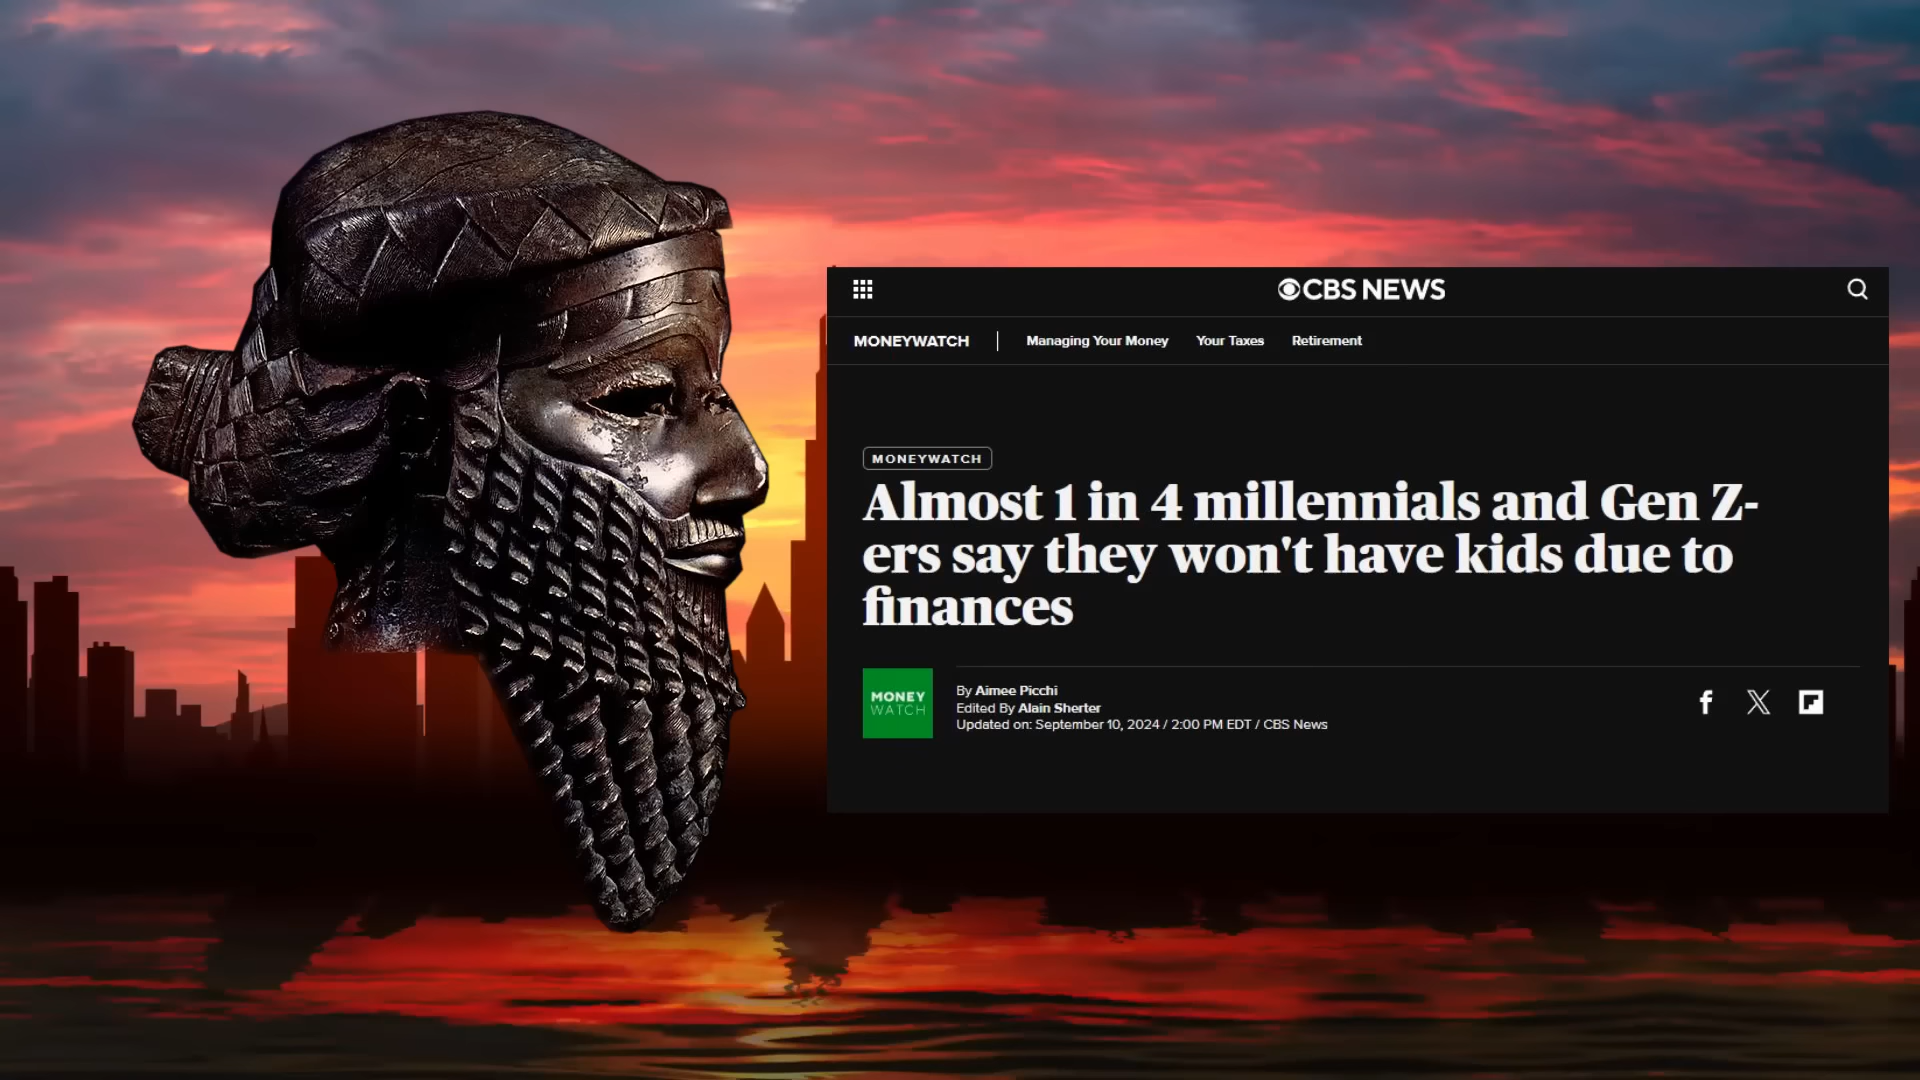 CBS NEWS
MONEYWATCH | Managing Your Money Your Taxes Retirement
MONEYWATCH
Almost 1 in 4 millennials and Gen Z-
ers say they won't have kids due to
finances
MONEY
WATCH
By Aimee Picchi
Edited By Alain Sherter
Updated on: September 10, 2024 / 2:00 PM EDT / CBS News